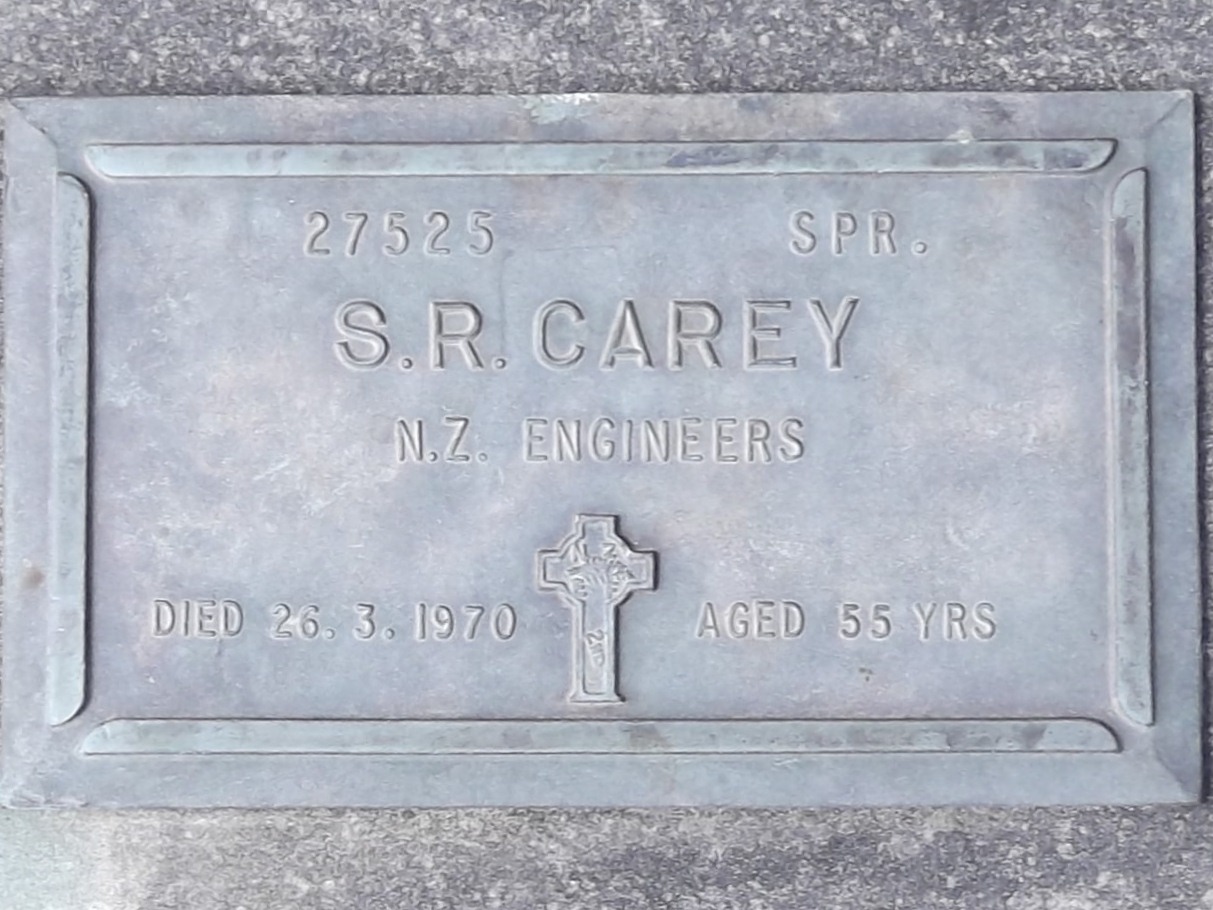 27525 SPR.
S.R. CAREY
N.Z. ENGINEERS
DIED 26.3.1970 AGED 55 YRS